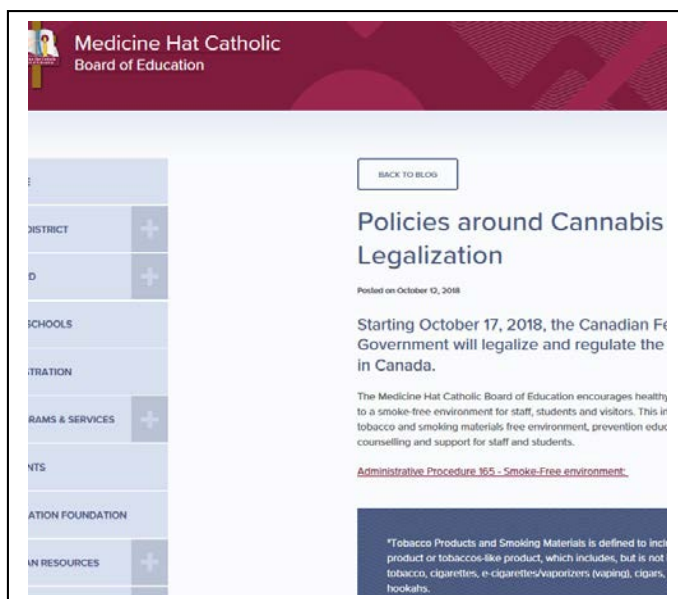 Medicine Hat Catholic
Board of Education
BACK TO BLOG
Policies around Cannabis
Legalization
Posted on October 12, 2018
Starting October 17, 2018, the Canadian Fe
Government will legalize and regulate the
in Canada.
The Medicine Hat Catholic Board of Education encourages healthy
to a smoke-free environment for staff, students and visitors. This in
tobacco and smoking materials free environment, prevention educ
counselling and support for staff and students.
Administrative Procedure 165 - Smoke-Free environment:
*Tobacco Products and Smoking Materials is defined to incl
product or tobaccos-like product, which includes, but is not
tobacco, cigarettes, e-cigarettes/vaporizers (vaping), cigars,
hookahs.
E
DISTRICT
D
SCHOOLS
TRATION
RAMS & SERVICES
NTS
ATION FOUNDATION
AN RESOURCES